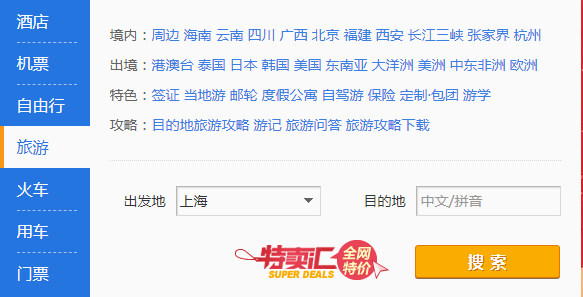 酒店
机票
自由行
旅游
火车
用车
门票
境内：周边 海南 云南 四川 广西 北京 福建 西安 长江三峡 张家界 杭州
出境：港澳台 泰国 日本 韩国 美国 东南亚 大洋洲 美洲 中东非洲 欧洲
特色：签证 当地游 邮轮 度假公寓 自驾游 保险 定制·包团 游学
攻略：目的地旅游攻略 游记 旅游问答 旅游攻略下载
出发地 上海 目的地 中文/拼音
特卖汇 全网
SUPER DEALS 特价
搜 索